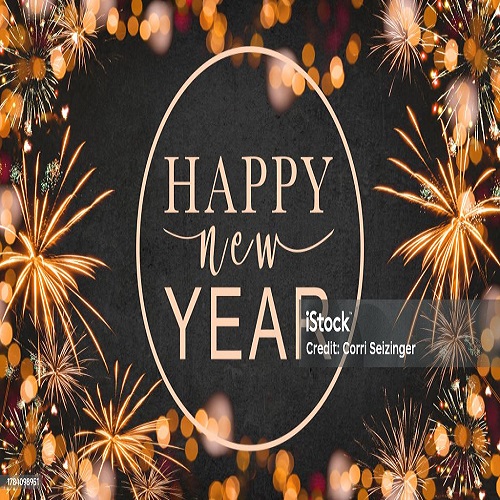 HAPPY
new
YEAR
iStock
Credit: Corri Seizinger
1784098951